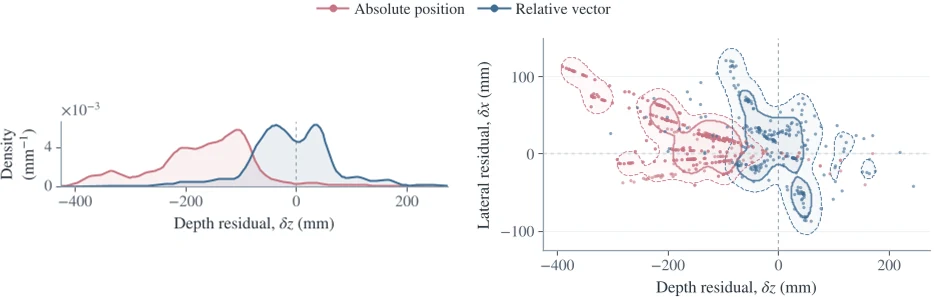 Absolute position
Relative vector
×10⁻³
Density
(mm⁻¹)
4
0
−400
−200
0
200
Depth residual, δz (mm)
Lateral residual, δx (mm)
100
0
−100
−400
−200
0
200
Depth residual, δz (mm)